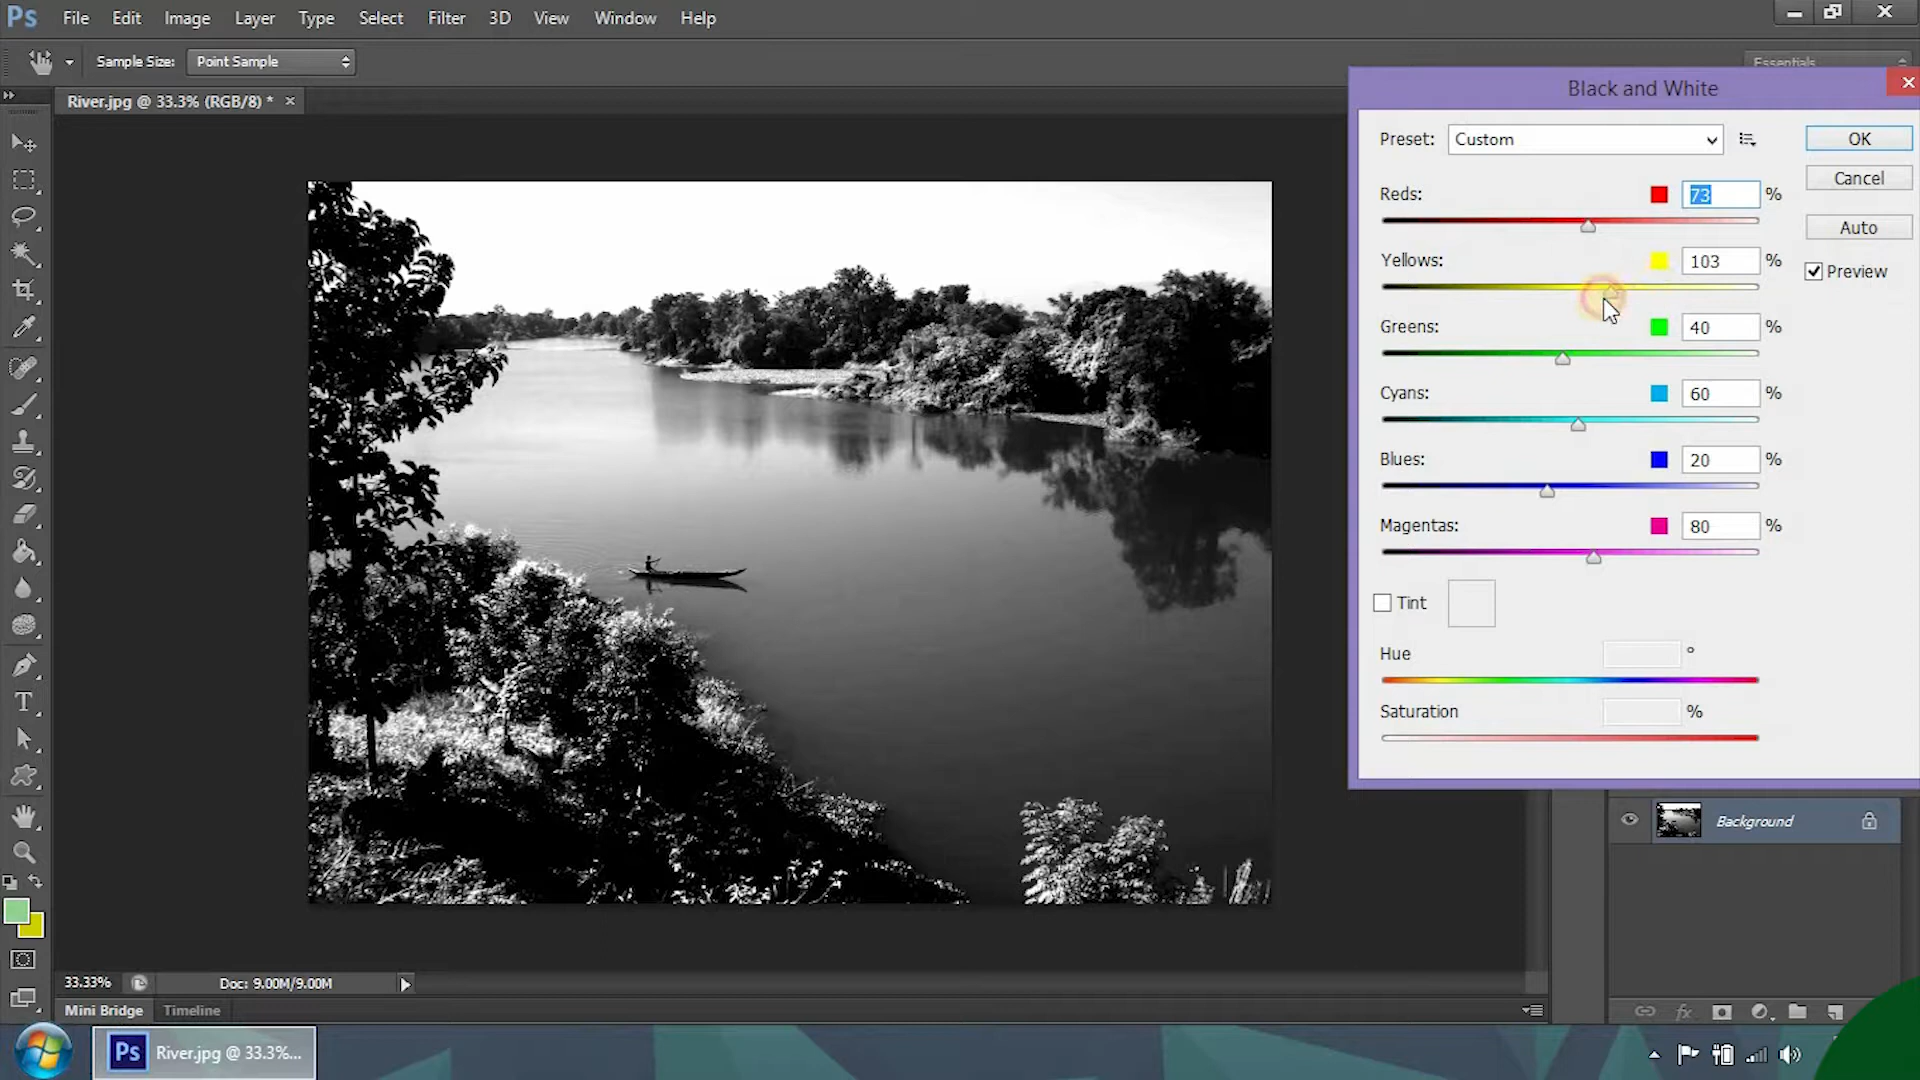 Ps File Edit Image Layer Type Select Filter 3D View Window Help
Sample Size: Point Sample
Essentials
River.jpg @ 33.3% (RGB/8) * ×
Black and White
Preset: Custom
OK
Cancel
Auto
Preview
Reds: 73 %
Yellows: 103 %
Greens: 40 %
Cyans: 60 %
Blues: 20 %
Magentas: 80 %
Tint
Hue °
Saturation %
Background
T
fx
33.33% Doc: 9.00M/9.00M
Mini Bridge Timeline
Ps River.jpg @ 33.3%...